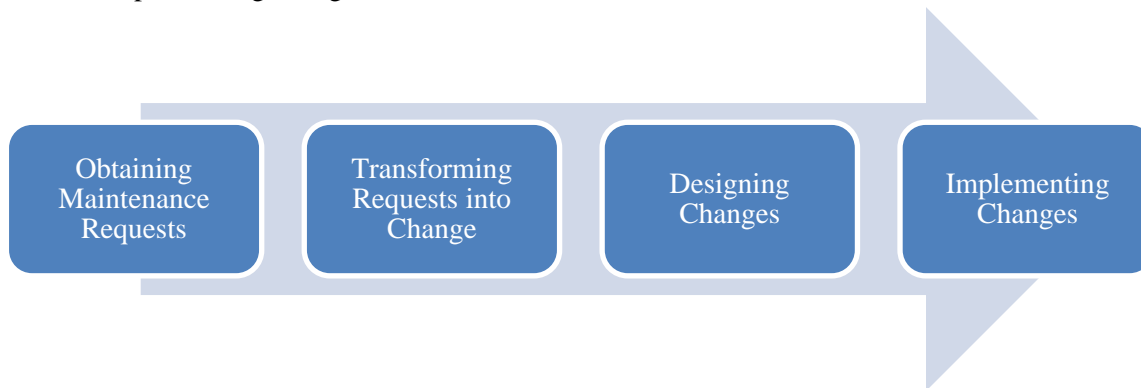 Obtaining
Maintenance
Requests
Transforming
Requests into
Change
Designing
Changes
Implementing
Changes